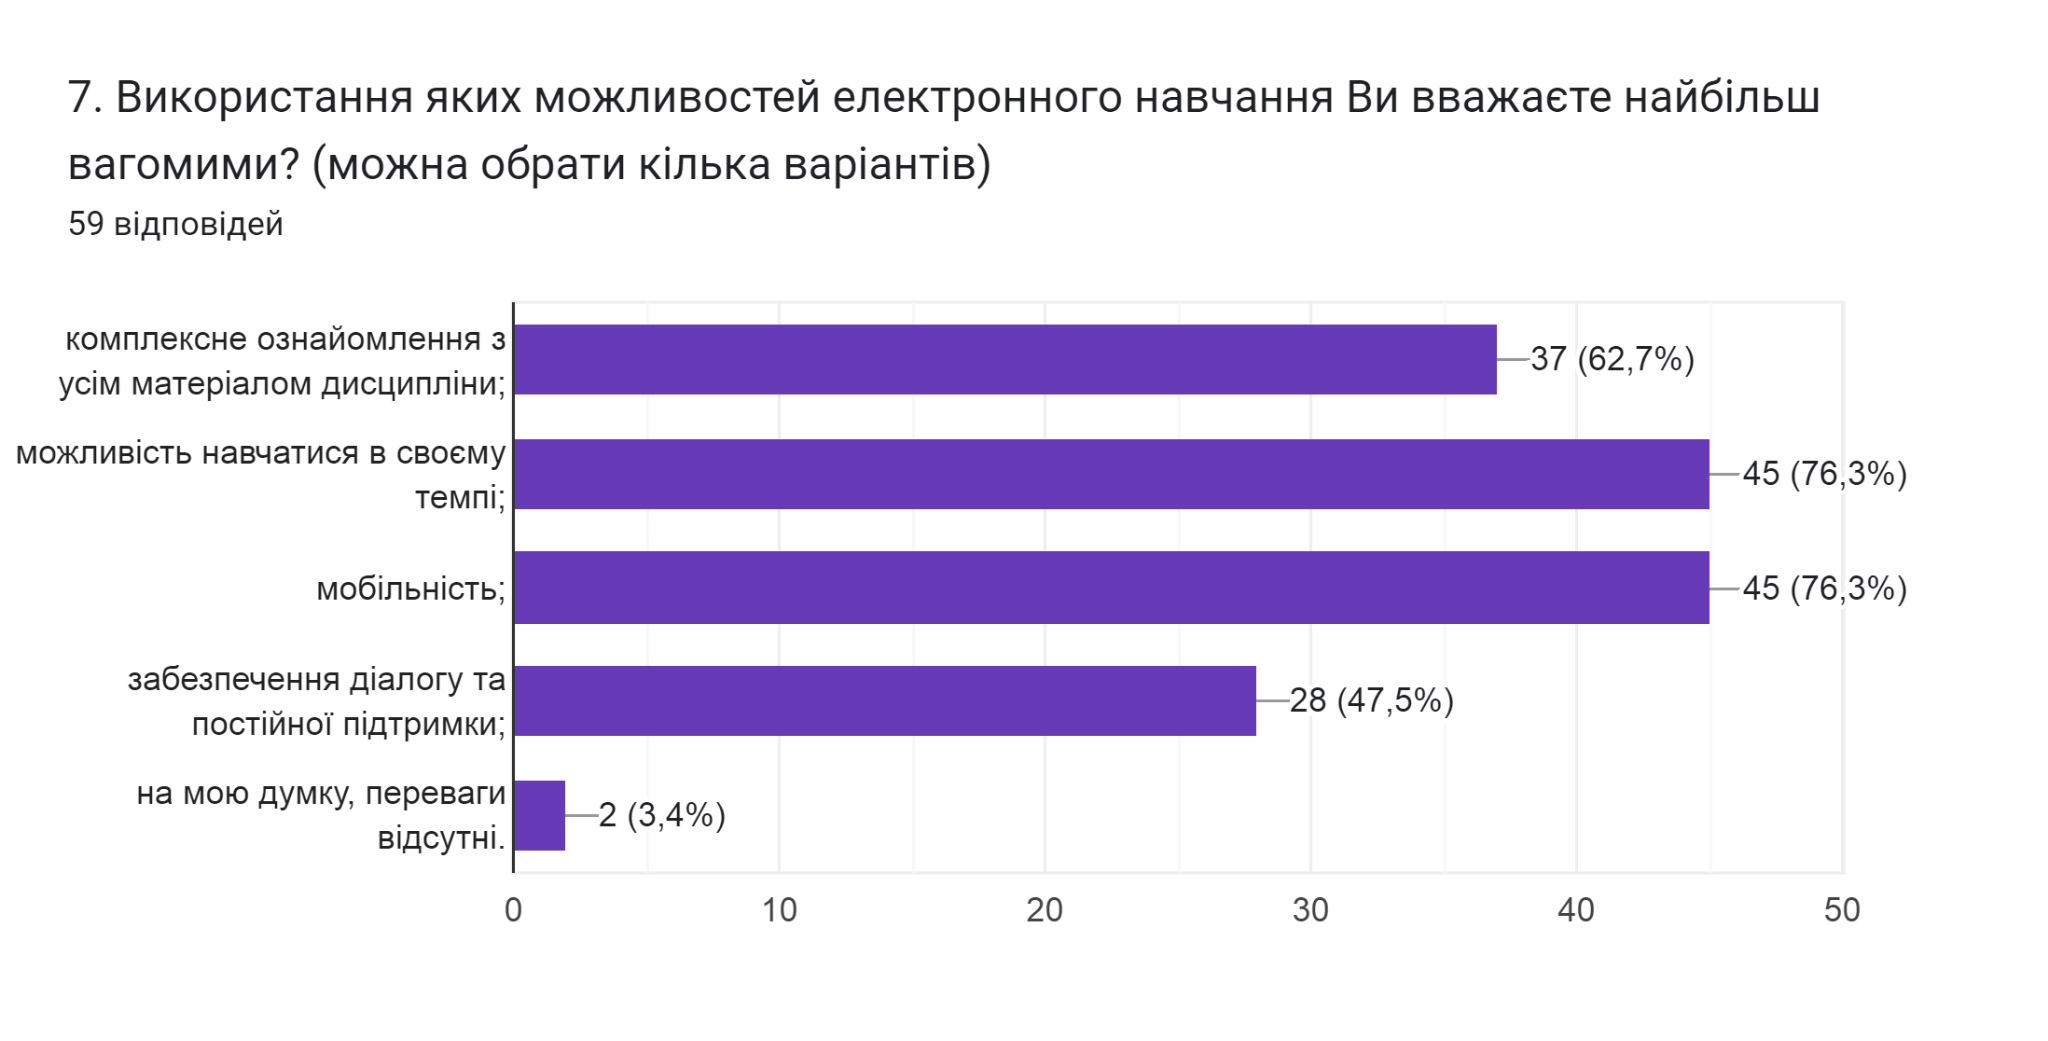 7. Використання яких можливостей електронного навчання Ви вважаєте найбільш
вагомими? (можна обрати кілька варіантів)
59 відповідей
комплексне ознайомлення з
усім матеріалом дисципліни;
37 (62,7%)
можливість навчатися в своєму
темпі;
45 (76,3%)
мобільність;
45 (76,3%)
забезпечення діалогу та
постійної підтримки;
28 (47,5%)
на мою думку, переваги
відсутні.
2 (3,4%)
0 10 20 30 40 50